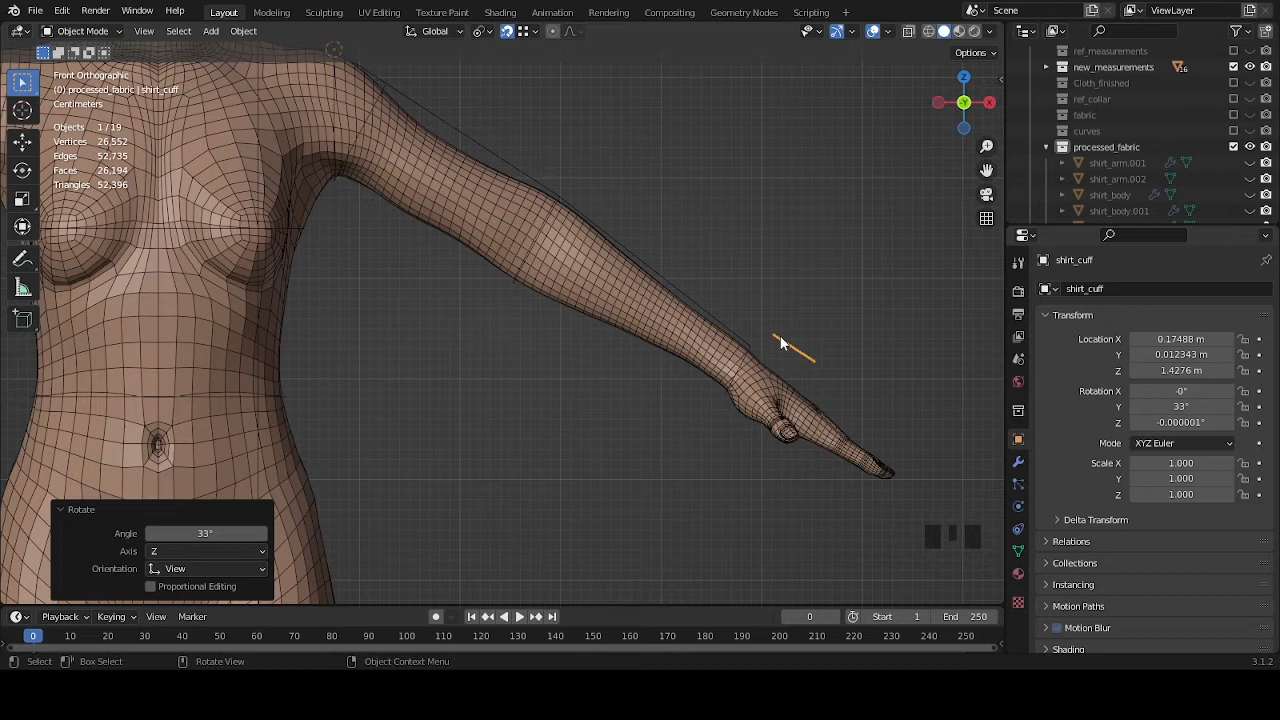 File Edit Render Window Help Layout Modeling Sculpting UV Editing Texture Paint Shading Animation Rendering Compositing Geometry Nodes Scripting Scene ViewLayer
Object Mode View Select Add Object Global
Options
Front Orthographic
(0) processed_fabric | shirt_cuff
Centimeters
Objects 1 / 19
Vertices 26,552
Edges 52,735
Faces 26,194
Triangles 52,396
Z
X
-Y
ref_measurements
new_measurements 26
Cloth_finished
ref_collar
fabric
curves
processed_fabric
shirt_arm.001
shirt_arm.002
shirt_body
shirt_body.001
shirt_cuff
shirt_cuff
Transform
Location X 0.17488 m
Y 0.012343 m
Z 1.4276 m
Rotation X -0°
Y 33°
Z -0.000001°
Mode XYZ Euler
Scale X 1.000
Y 1.000
Z 1.000
Delta Transform
Relations
Collections
Instancing
Motion Paths
Motion Blur
Shading
Rotate
Angle 33°
Axis Z
Orientation View
Proportional Editing
Playback Keying View Marker 0 Start 1 End 250
0 10 20 30 40 50 60 70 80 90 100 110 120 130 140 150 160 170 180 190 200 210 220 230 240 250
Select Box Select Rotate View Object Context Menu 3.1.2